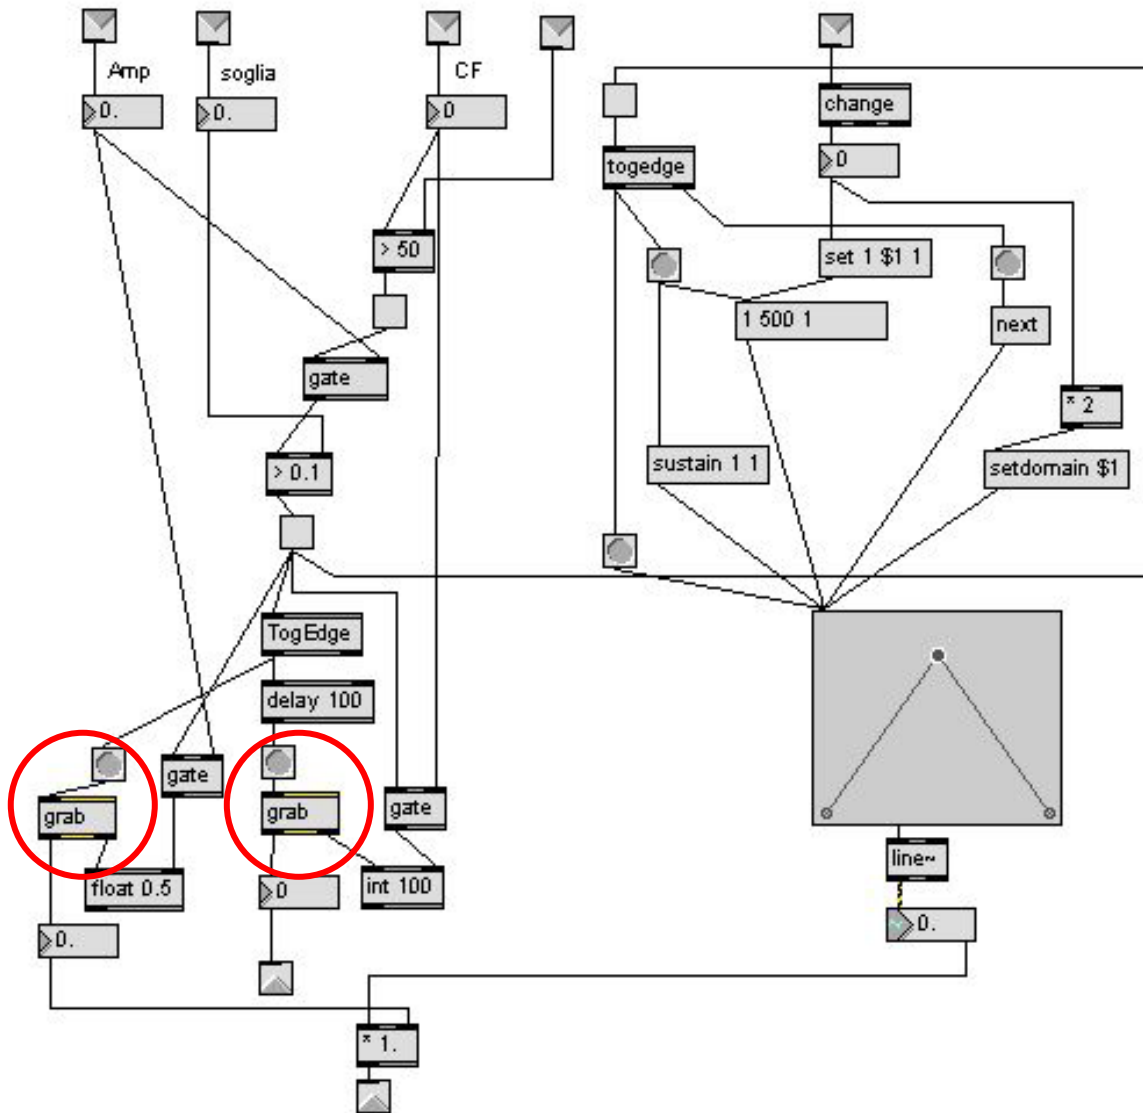 Amp
soglia
CF
0.
0.
0
change
togedge
0
> 50
set 1 $1 1
1 500 1
next
gate
* 2
> 0.1
sustain 1 1
setdomain $1
TogEdge
delay 100
gate
grab
grab
gate
float 0.5
0
int 100
line~
0.
0.
* 1.